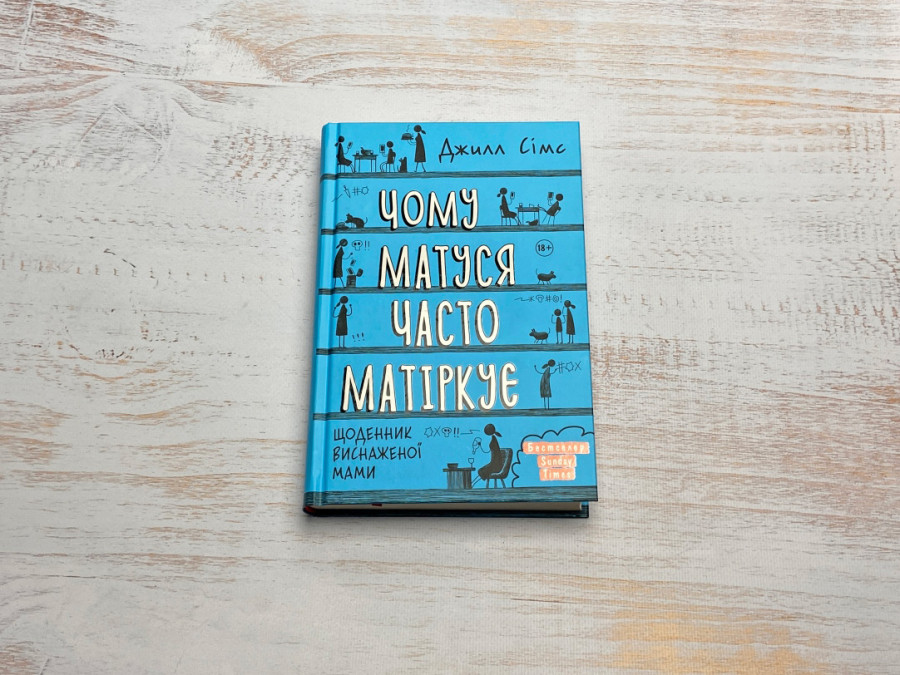 Джилл Сімс
ЧОМУ
МАТУСЯ
18+
ЧАСТО
МАТІРКУЄ
ЩОДЕННИК
ВИСНАЖЕНОЇ
МАМИ
Бестселер
Sunday
Times